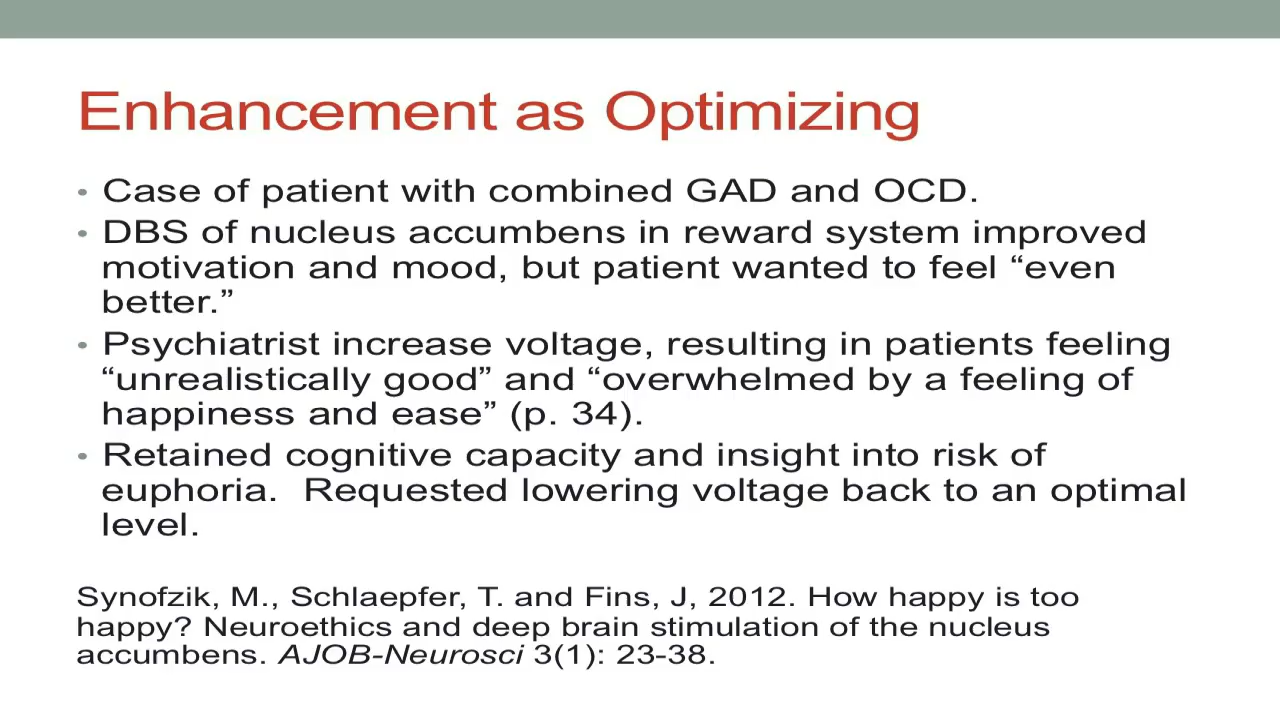 Enhancement as Optimizing
• Case of patient with combined GAD and OCD.
• DBS of nucleus accumbens in reward system improved
motivation and mood, but patient wanted to feel “even
better.”
• Psychiatrist increase voltage, resulting in patients feeling
“unrealistically good” and “overwhelmed by a feeling of
happiness and ease” (p. 34).
• Retained cognitive capacity and insight into risk of
euphoria.  Requested lowering voltage back to an optimal
level.
Synofzik, M., Schlaepfer, T. and Fins, J, 2012. How happy is too
happy? Neuroethics and deep brain stimulation of the nucleus
accumbens. AJOB-Neurosci 3(1): 23-38.